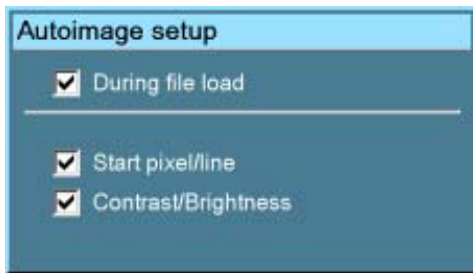 Autoimage setup
During file load
Start pixel/line
Contrast/Brightness